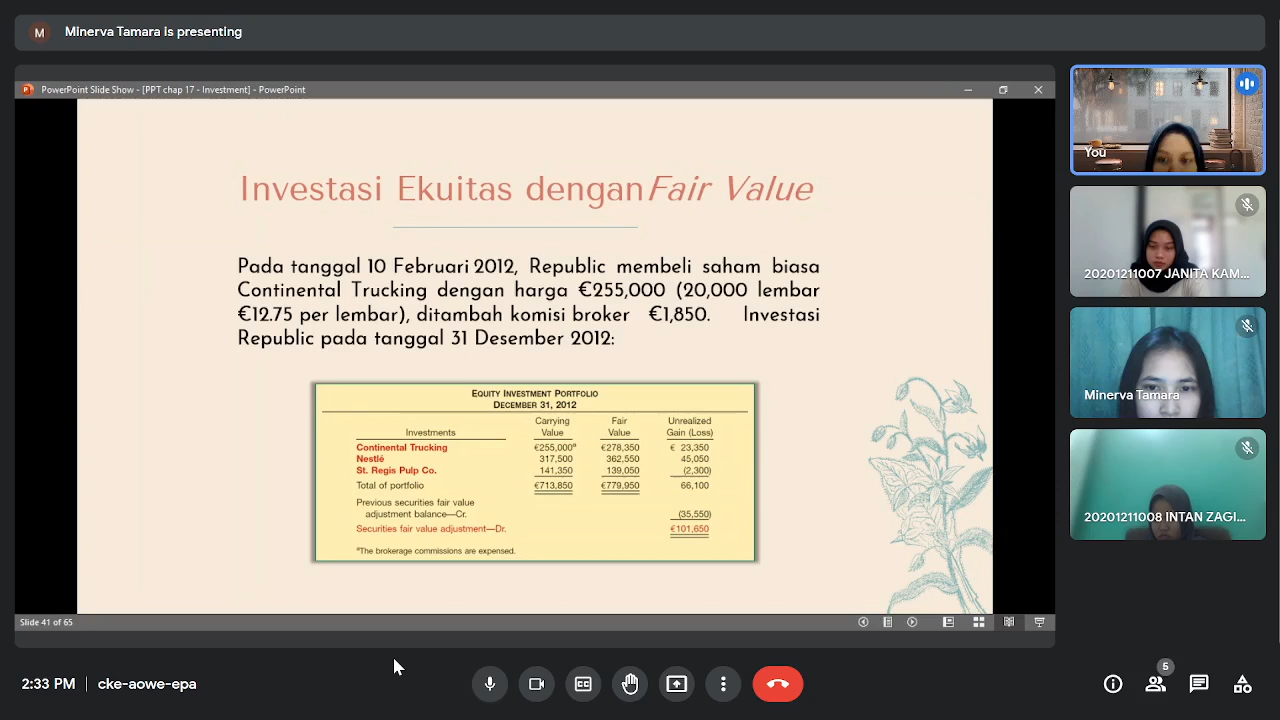 M Minerva Tamara is presenting
PowerPoint Slide Show - [PPT chap 17 - Investment] - PowerPoint
Investasi Ekuitas dengan Fair Value
Pada tanggal 10 Februari 2012, Republic membeli saham biasa
Continental Trucking dengan harga €255,000 (20,000 lembar
€12.75 per lembar), ditambah komisi broker €1,850. Investasi
Republic pada tanggal 31 Desember 2012:
EQUITY INVESTMENT PORTFOLIO
DECEMBER 31, 2012
Carrying Fair Unrealized
Investments Value Value Gain (Loss)
Continental Trucking €255,000ª €278,350 € 23,350
Nestlé 317,500 362,550 45,050
St. Regis Pulp Co. 141,350 139,050 (2,300)
Total of portfolio €713,850 €779,950 66,100
Previous securities fair value
adjustment balance—Cr. (35,550)
Securities fair value adjustment—Dr. €101,650
ªThe brokerage commissions are expensed.
Slide 41 of 65
You
20201211007 JANITA KAM...
Minerva Tamara
20201211008 INTAN ZAGI...
2:33 PM | cke-aowe-epa
5